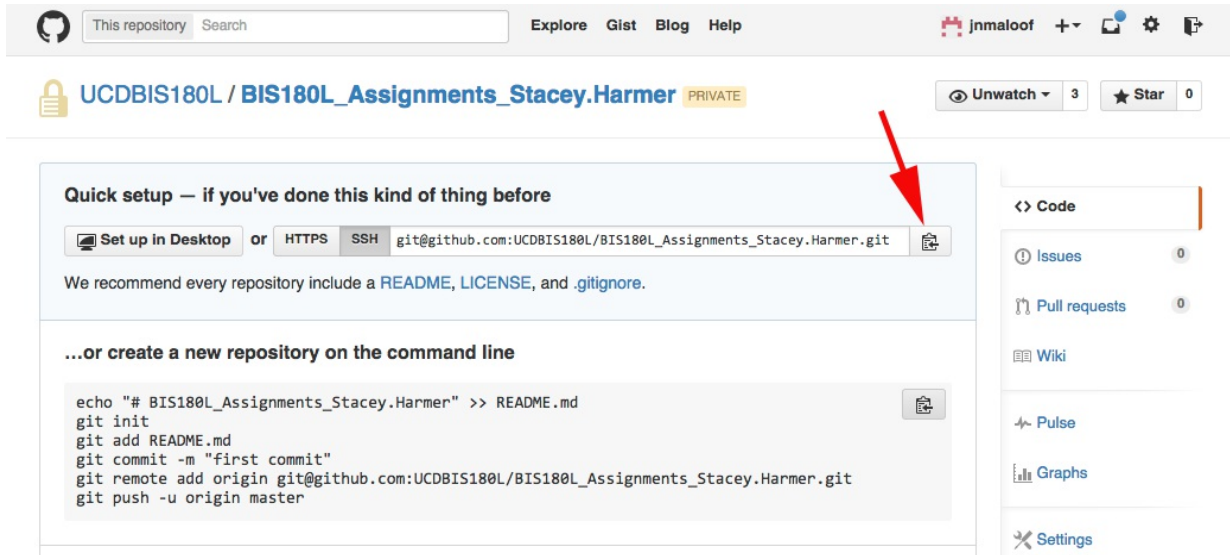 This repository Search Explore Gist Blog Help jnmaloof +
UCDBIS180L / BIS180L_Assignments_Stacey.Harmer PRIVATE
Unwatch 3 Star 0
Quick setup — if you've done this kind of thing before
Set up in Desktop or HTTPS SSH git@github.com:UCDBIS180L/BIS180L_Assignments_Stacey.Harmer.git
We recommend every repository include a README, LICENSE, and .gitignore.
…or create a new repository on the command line
echo "# BIS180L_Assignments_Stacey.Harmer" >> README.md
git init
git add README.md
git commit -m "first commit"
git remote add origin git@github.com:UCDBIS180L/BIS180L_Assignments_Stacey.Harmer.git
git push -u origin master
<> Code
Issues 0
Pull requests 0
Wiki
Pulse
Graphs
Settings